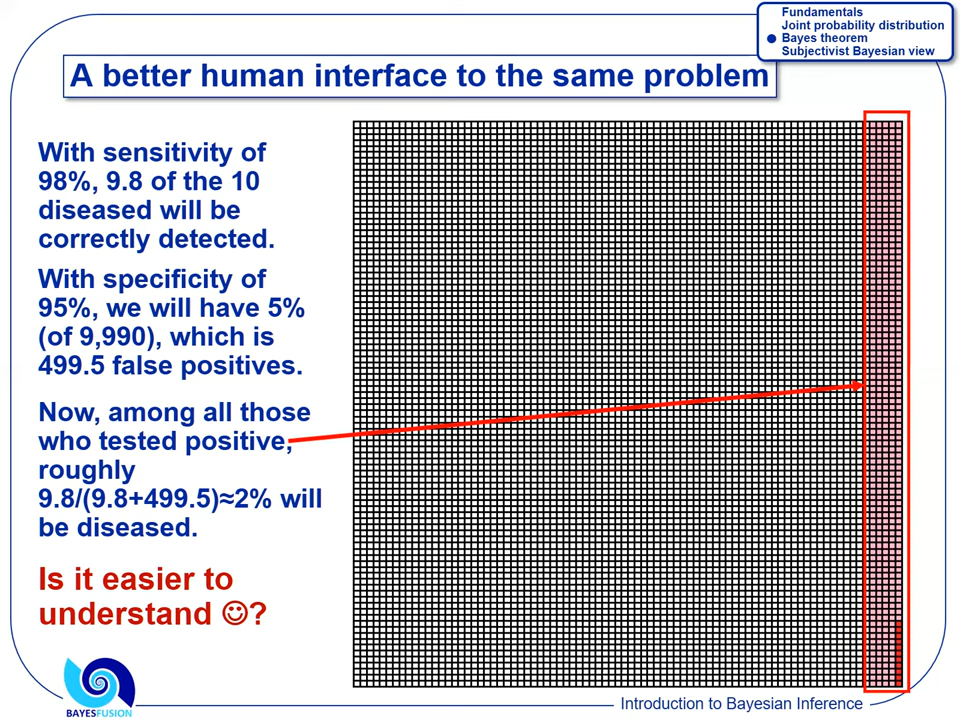 Fundamentals
Joint probability distribution
Bayes theorem
Subjectivist Bayesian view
A better human interface to the same problem
With sensitivity of
98%, 9.8 of the 10
diseased will be
correctly detected.
With specificity of
95%, we will have 5%
(of 9,990), which is
499.5 false positives.
Now, among all those
who tested positive,
roughly
9.8/(9.8+499.5)≈2% will
be diseased.
Is it easier to
understand ☺?
BAYESFUSION
Introduction to Bayesian Inference